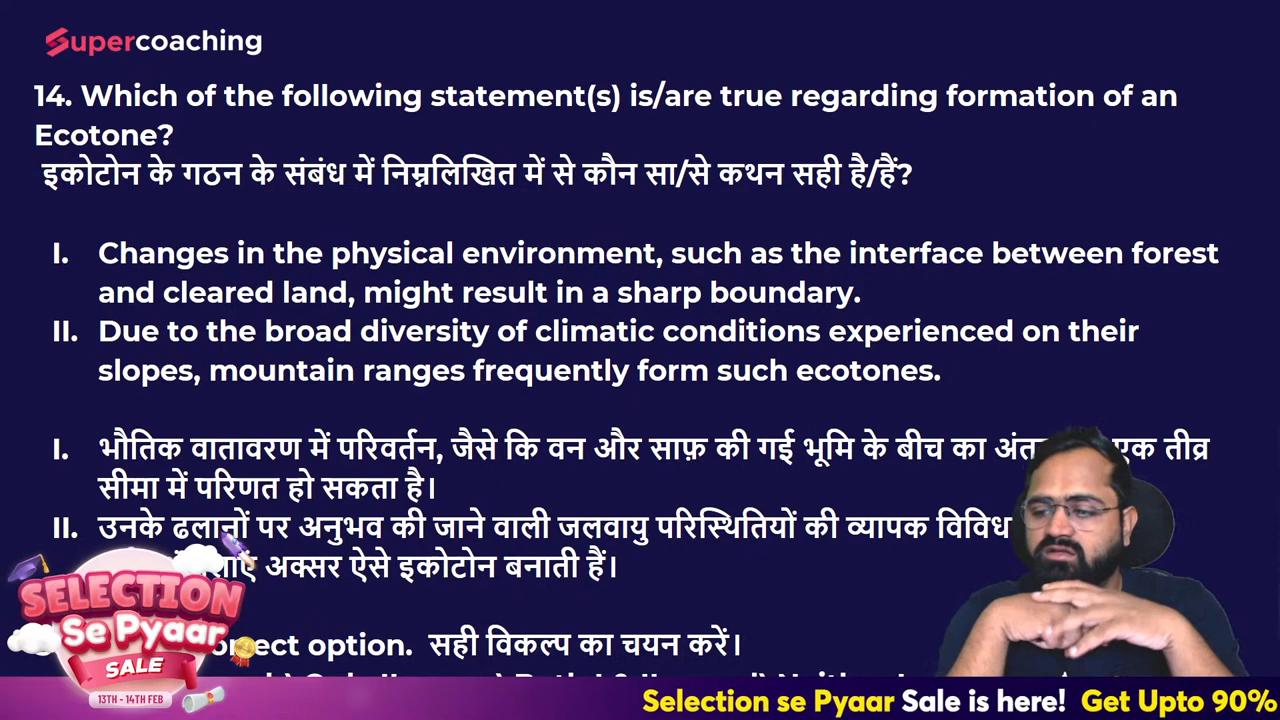 Supercoaching
14. Which of the following statement(s) is/are true regarding formation of an
Ecotone?
इकोटोन के गठन के संबंध में निम्नलिखित में से कौन सा/से कथन सही है/हैं?
I. Changes in the physical environment, such as the interface between forest
and cleared land, might result in a sharp boundary.
II. Due to the broad diversity of climatic conditions experienced on their
slopes, mountain ranges frequently form such ecotones.
I. भौतिक वातावरण में परिवर्तन, जैसे कि वन और साफ़ की गई भूमि के बीच का एक तीव्र
सीमा में परिणत हो सकता है।
II. उनके ढलानों पर अनुभव की जाने वाली जलवायु परिस्थितियों की व्यापक
अक्सर ऐसे इकोटोन बनाती हैं।
option. सही विकल्प का चयन करें।
SELECTION
Se Pyaar
SALE
13TH - 14TH FEB
Selection se Pyaar Sale is here! Get Upto 90%